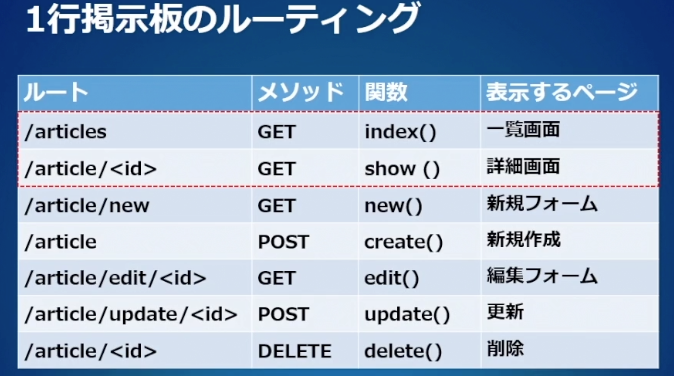 1行掲示板のルーティング
ルート メソッド 関数 表示するページ
/articles GET index() 一覧画面
/article/<id> GET show () 詳細画面
/article/new GET new() 新規フォーム
/article POST create() 新規作成
/article/edit/<id> GET edit() 編集フォーム
/article/update/<id> POST update() 更新
/article/<id> DELETE delete() 削除